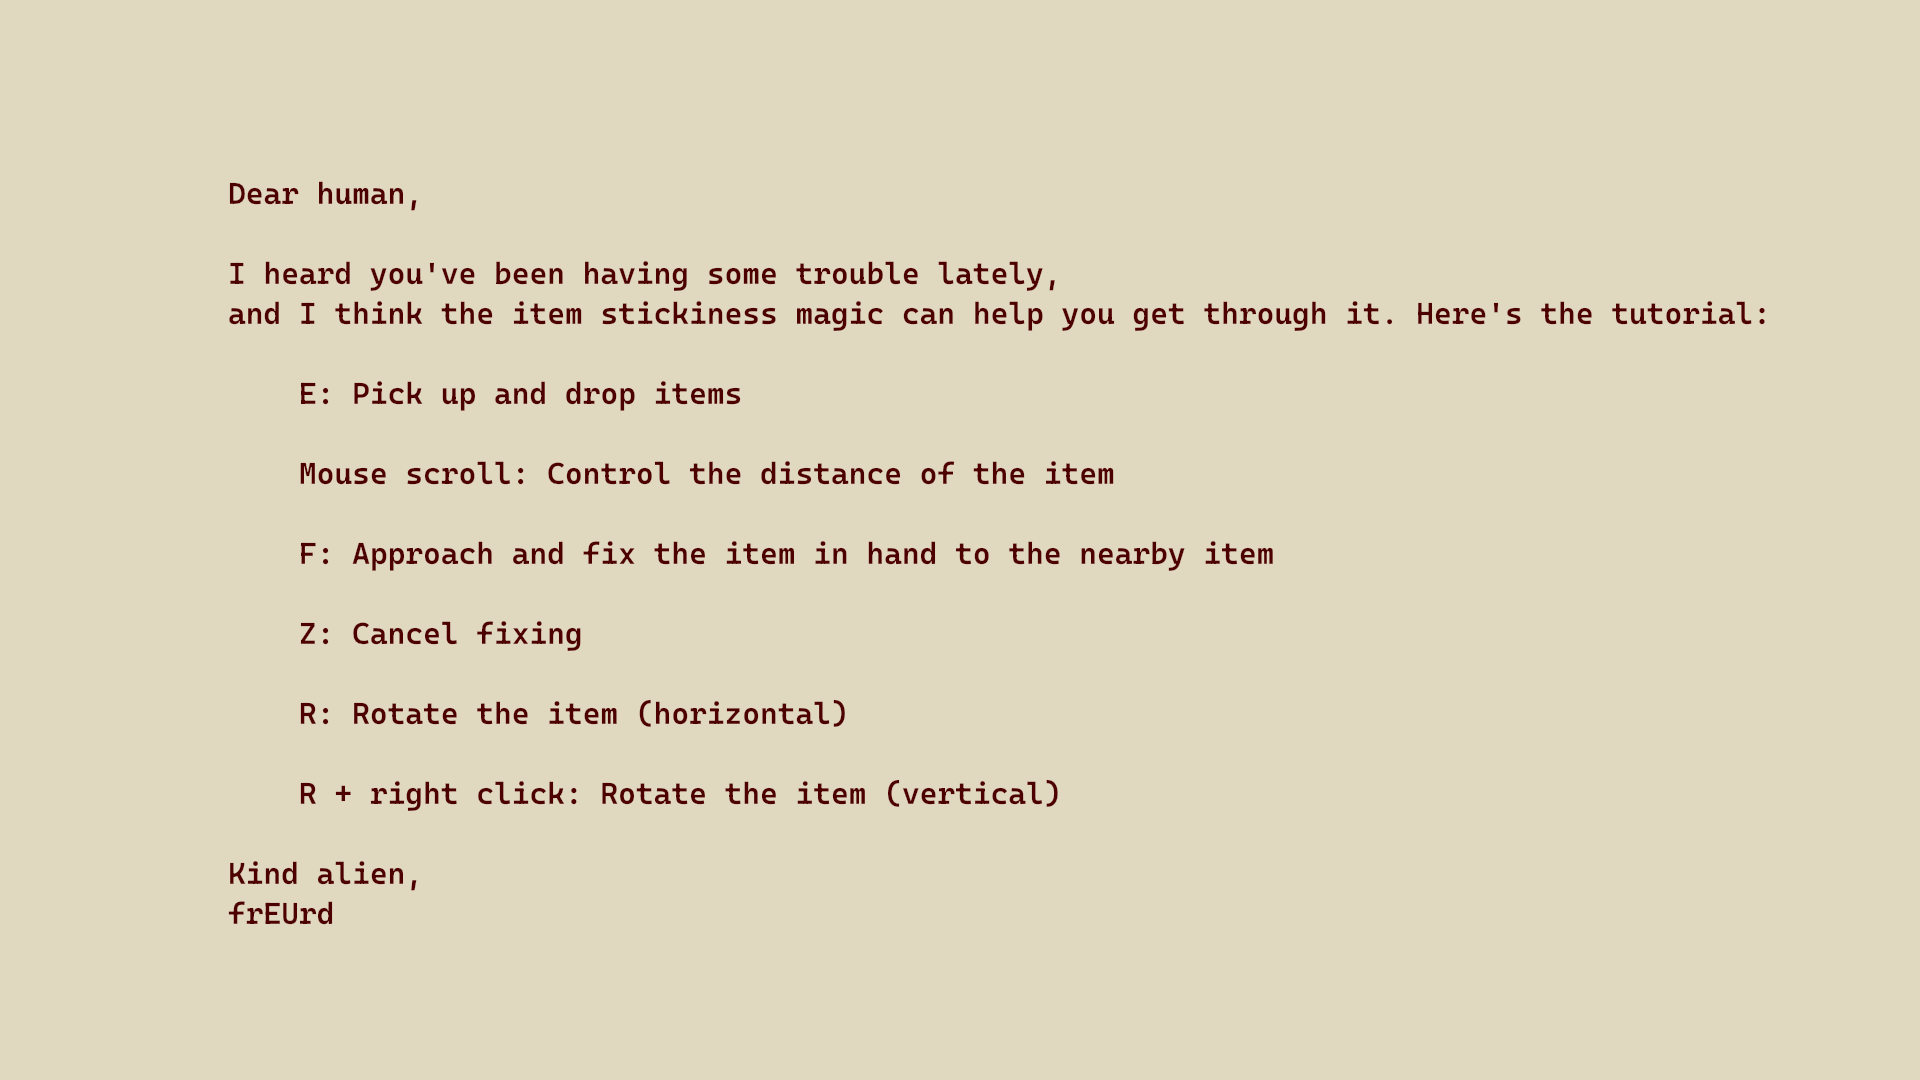 Dear human,
I heard you've been having some trouble lately,
and I think the item stickiness magic can help you get through it. Here's the tutorial:
E: Pick up and drop items
Mouse scroll: Control the distance of the item
F: Approach and fix the item in hand to the nearby item
Z: Cancel fixing
R: Rotate the item (horizontal)
R + right click: Rotate the item (vertical)
Kind alien,
frEUrd